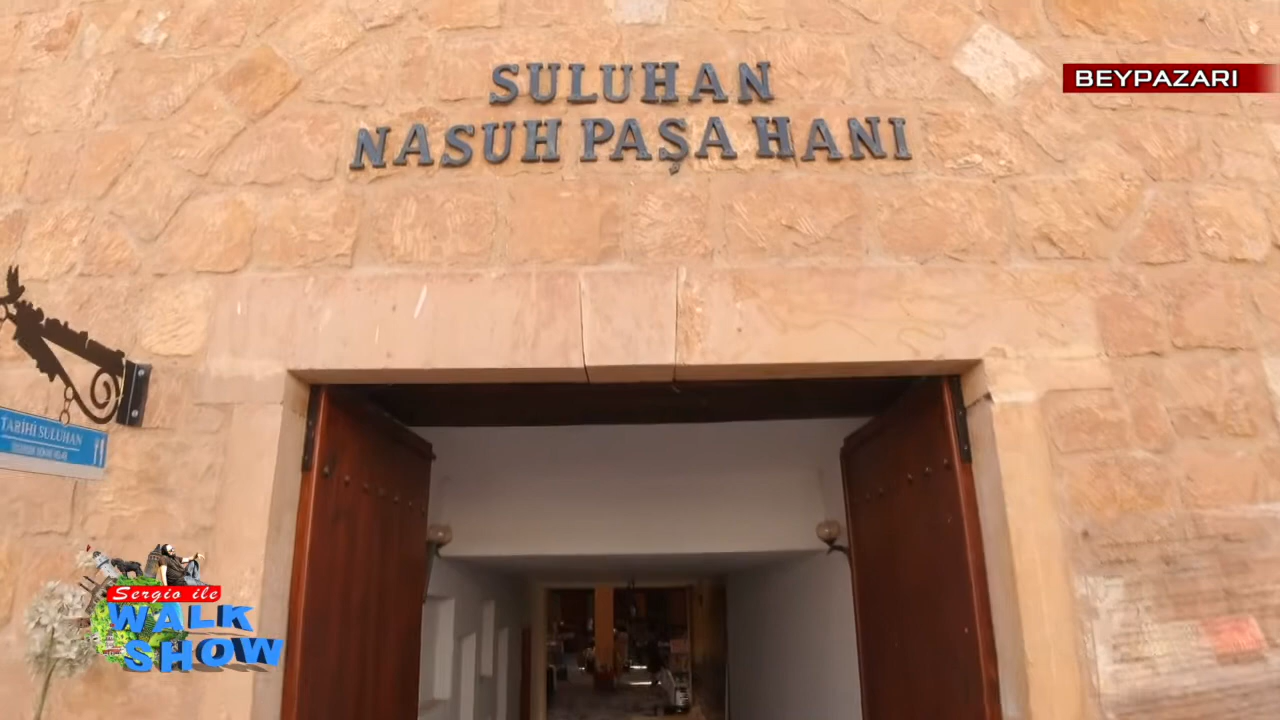 SULUHAN
NASUH PAŞA HANI
BEYPAZARI
TARİHİ SULUHAN
Sergio ile
WALK
SHOW